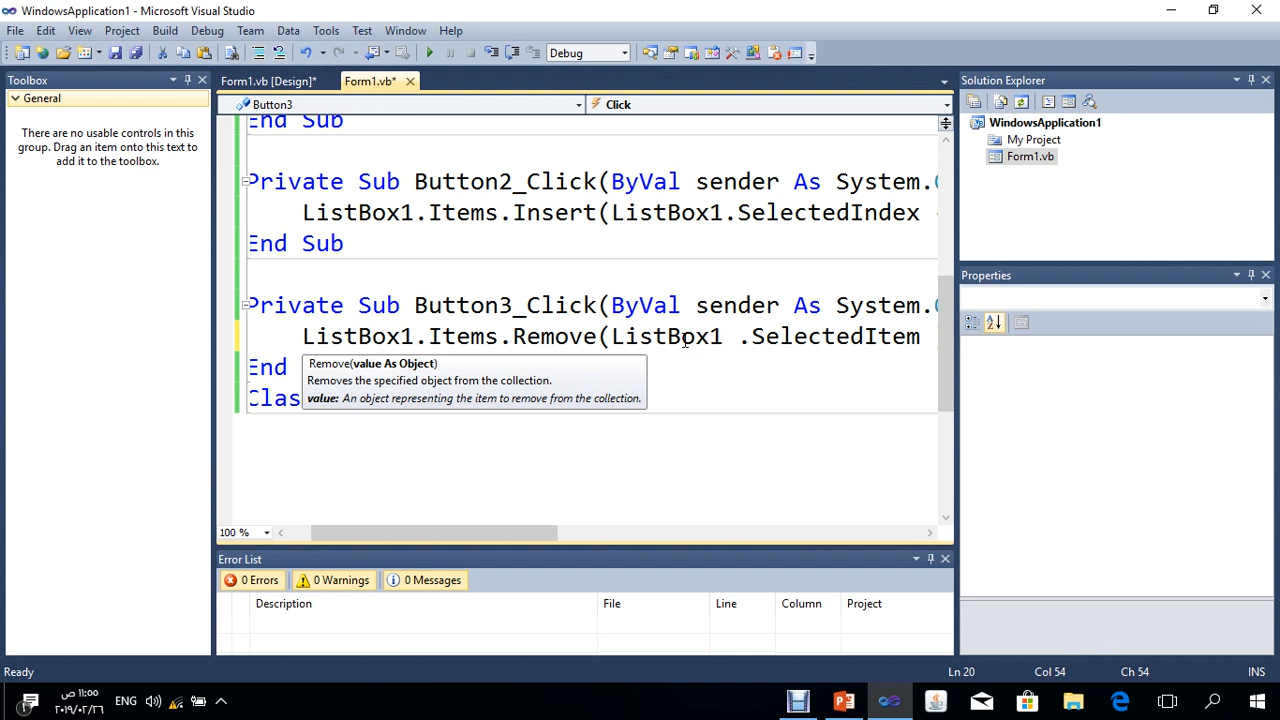 WindowsApplication1 - Microsoft Visual Studio
File Edit View Project Build Debug Team Data Tools Test Window Help
Debug
Toolbox
General
There are no usable controls in this
group. Drag an item onto this text to
add it to the toolbox.
Form1.vb [Design]* Form1.vb*
Button3 Click
End Sub
Private Sub Button2_Click(ByVal sender As System.
ListBox1.Items.Insert(ListBox1.SelectedIndex
End Sub
Private Sub Button3_Click(ByVal sender As System.
ListBox1.Items.Remove(ListBox1 .SelectedItem
End
Clas
Remove(value As Object)
Removes the specified object from the collection.
value: An object representing the item to remove from the collection.
100 %
Error List
0 Errors 0 Warnings 0 Messages
Description File Line Column Project
Solution Explorer
WindowsApplication1
My Project
Form1.vb
Properties
Ready Ln 20 Col 54 Ch 54 INS
١١:٥٥ ص
٢٠١٩/٠٢/٢٦
ENG